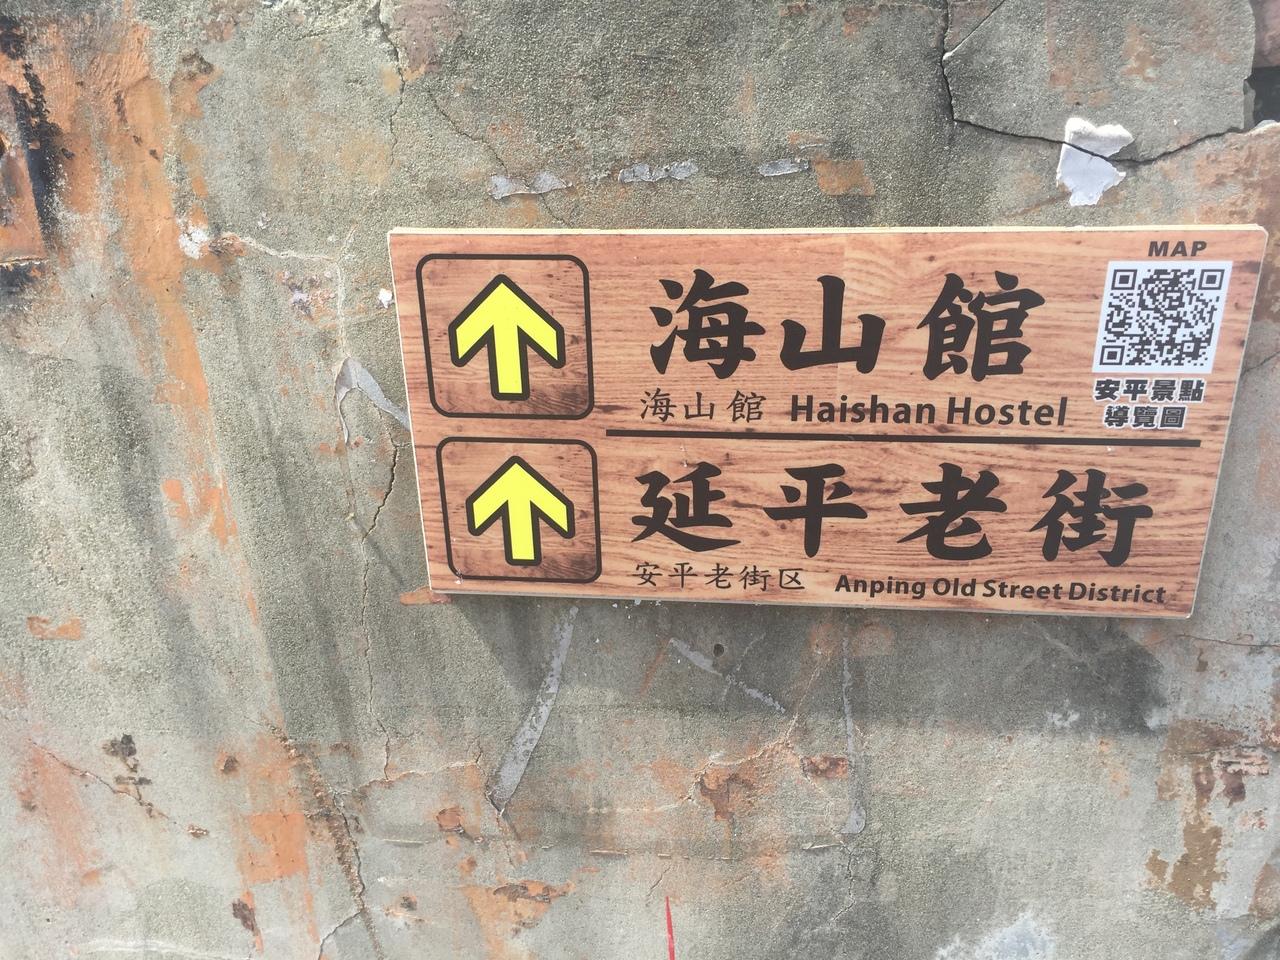 海山館
海山館 Haishan Hostel
延平老街
安平老街区 Anping Old Street District
MAP
安平景點
導覽圖